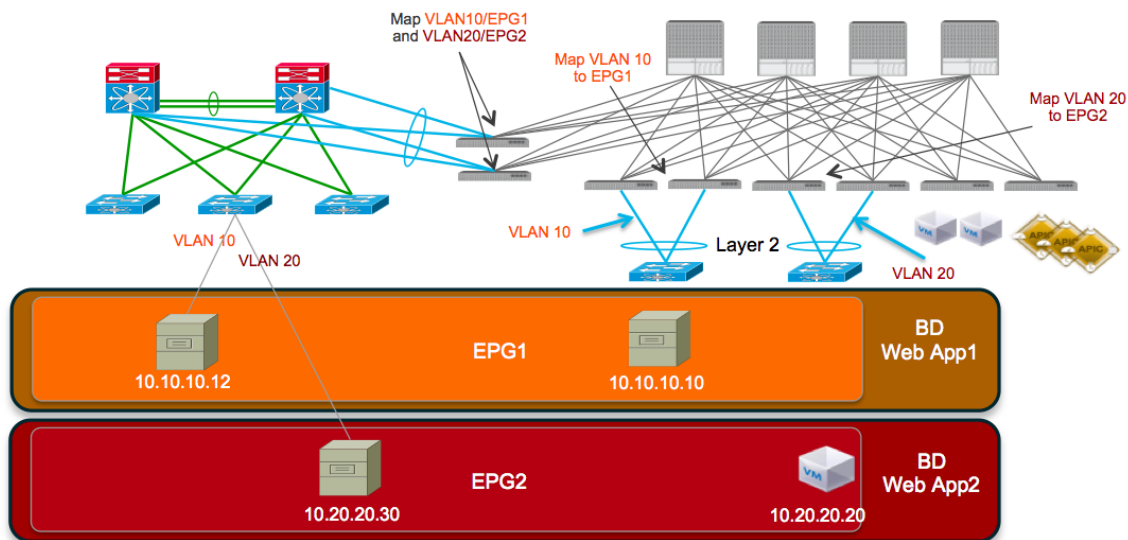 Map VLAN10/EPG1
and VLAN20/EPG2
Map VLAN 10
to EPG1
Map VLAN 20
to EPG2
VLAN 10
VLAN 20
VLAN 10
Layer 2
VLAN 20
VM
VM
APIC
APIC
APIC
EPG1
10.10.10.12
10.10.10.10
BD
Web App1
EPG2
10.20.20.30
VM
10.20.20.20
BD
Web App2